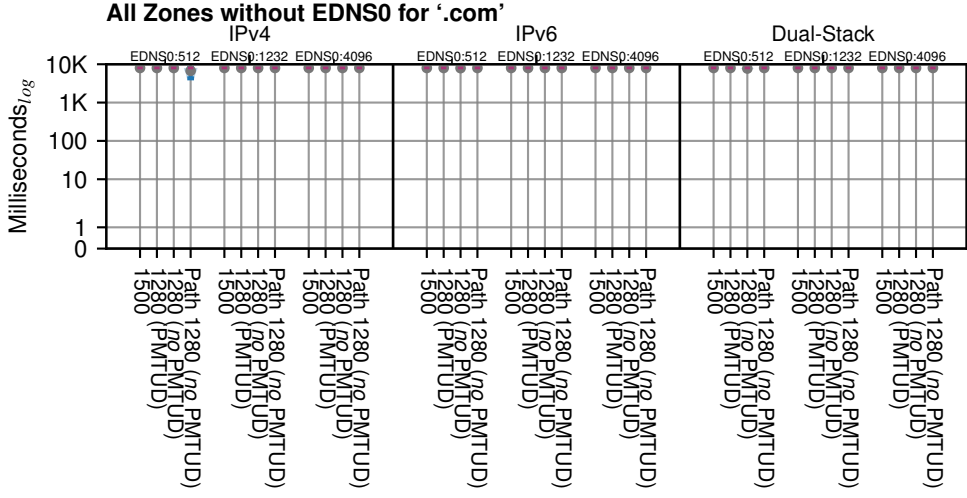 All Zones without EDNS0 for ‘.com’
IPv4 IPv6 Dual-Stack
EDNS0:512 EDNS0:1232 EDNS0:4096 EDNS0:512 EDNS0:1232 EDNS0:4096 EDNS0:512 EDNS0:1232 EDNS0:4096
Milliseconds log
10K
1K
100
10
1
0
1500
1280 (PMTUD)
1280 (no PMTUD)
Path 1280 (no PMTUD)
1500
1280 (PMTUD)
1280 (no PMTUD)
Path 1280 (no PMTUD)
1500
1280 (PMTUD)
1280 (no PMTUD)
Path 1280 (no PMTUD)
1500
1280 (PMTUD)
1280 (no PMTUD)
Path 1280 (no PMTUD)
1500
1280 (PMTUD)
1280 (no PMTUD)
Path 1280 (no PMTUD)
1500
1280 (PMTUD)
1280 (no PMTUD)
Path 1280 (no PMTUD)
1500
1280 (PMTUD)
1280 (no PMTUD)
Path 1280 (no PMTUD)
1500
1280 (PMTUD)
1280 (no PMTUD)
Path 1280 (no PMTUD)
1500
1280 (PMTUD)
1280 (no PMTUD)
Path 1280 (no PMTUD)